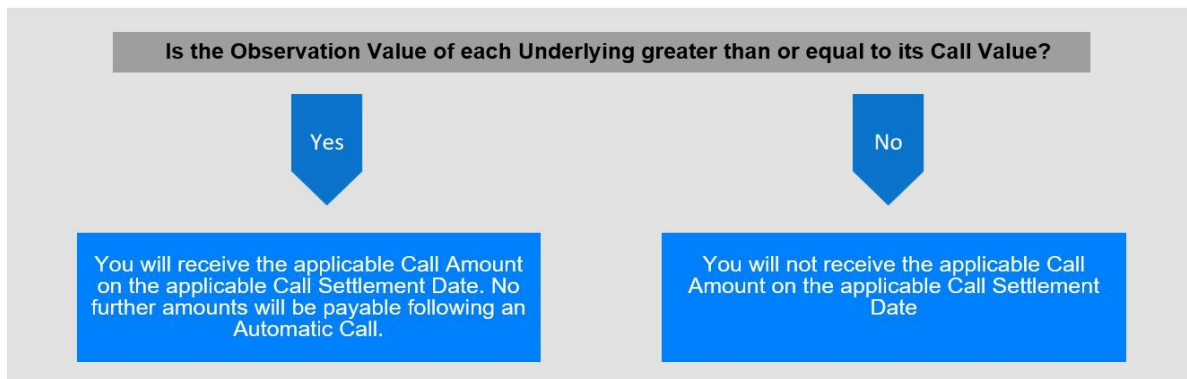 Is the Observation Value of each Underlying greater than or equal to its Call Value?
Yes
No
You will receive the applicable Call Amount
on the applicable Call Settlement Date. No
further amounts will be payable following an
Automatic Call.
You will not receive the applicable Call
Amount on the applicable Call Settlement
Date